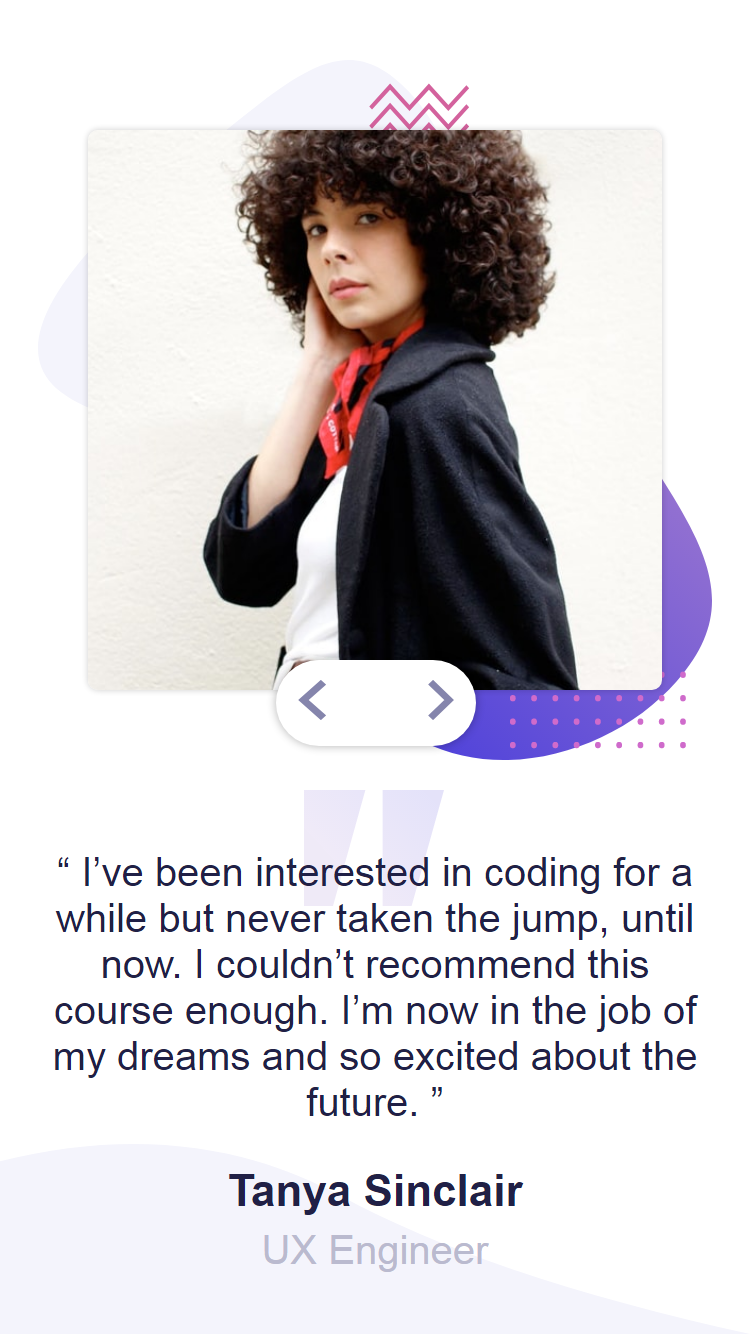 “ I’ve been interested in coding for a
while but never taken the jump, until
now. I couldn’t recommend this
course enough. I’m now in the job of
my dreams and so excited about the
future. ”
Tanya Sinclair
UX Engineer